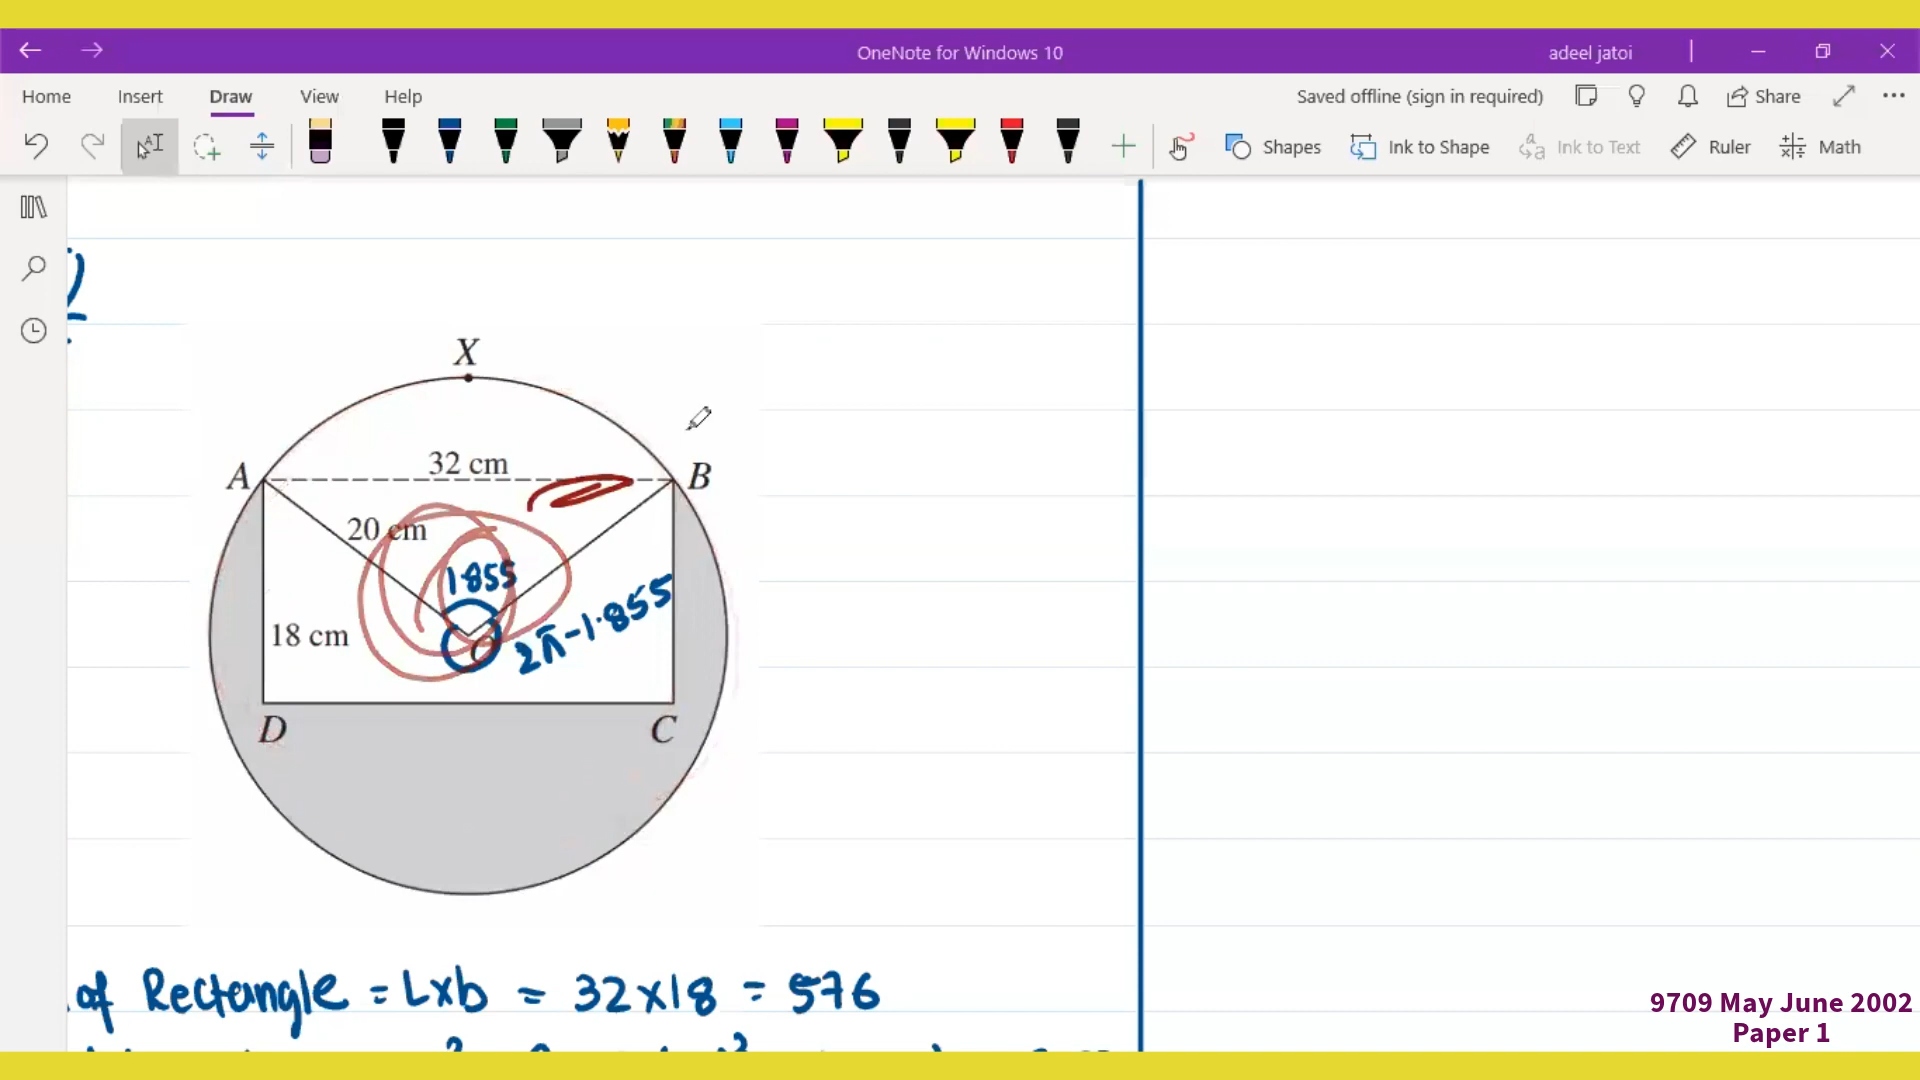 OneNote for Windows 10
adeel jatoi
Home Insert Draw View Help
Saved offline (sign in required)
Share
Shapes
Ink to Shape
Ink to Text
Ruler
Math
X
A
32 cm
B
20 cm
1.855
2π-1.855
18 cm
O
D
C
of Rectangle = L×b = 32×18 = 576
9709 May June 2002
Paper 1